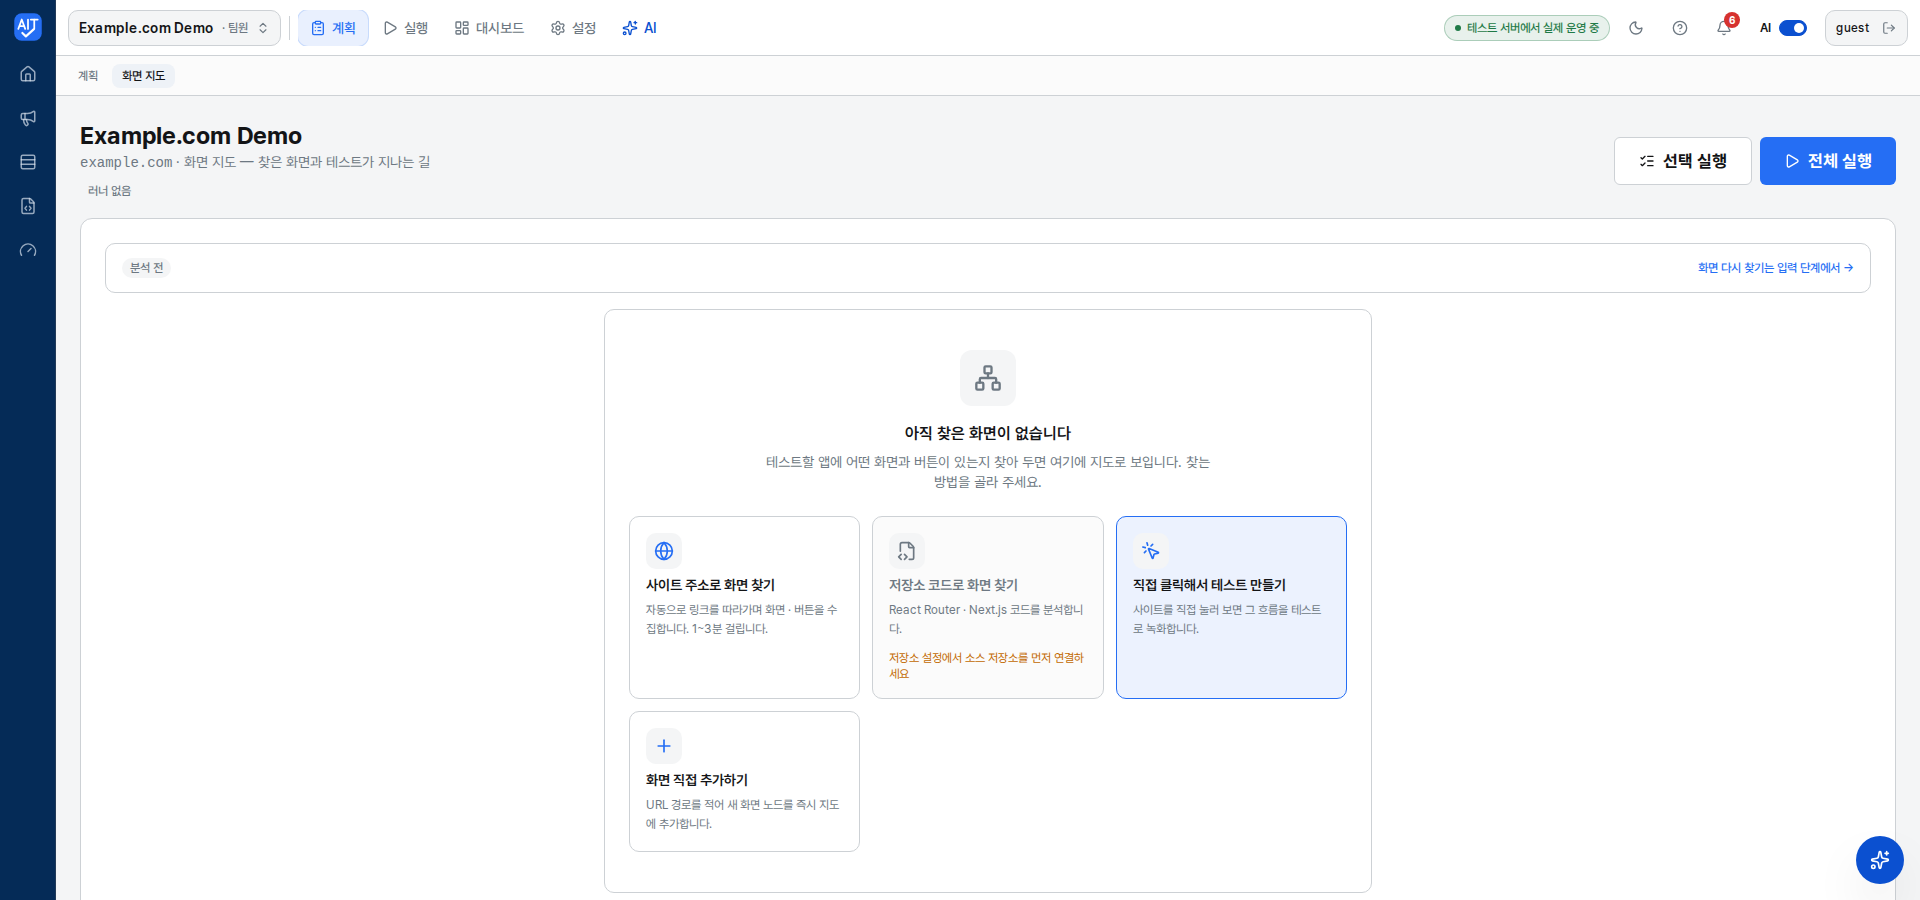 AIT
Example.com Demo · 팀원
계획
실행
대시보드
설정
AI
테스트 서버에서 실제 운영 중
6
AI
guest
계획
화면 지도
Example.com Demo
example.com · 화면 지도 — 찾은 화면과 테스트가 지나는 길
러너 없음
선택 실행
전체 실행
분석 전
화면 다시 찾기는 입력 단계에서 →
아직 찾은 화면이 없습니다
테스트할 앱에 어떤 화면과 버튼이 있는지 찾아 두면 여기에 지도로 보입니다. 찾는
방법을 골라 주세요.
사이트 주소로 화면 찾기
자동으로 링크를 따라가며 화면 · 버튼을 수
집합니다. 1~3분 걸립니다.
저장소 코드로 화면 찾기
React Router · Next.js 코드를 분석합니
다.
저장소 설정에서 소스 저장소를 먼저 연결하
세요
직접 클릭해서 테스트 만들기
사이트를 직접 눌러 보면 그 흐름을 테스트
로 녹화합니다.
화면 직접 추가하기
URL 경로를 적어 새 화면 노드를 즉시 지도
에 추가합니다.